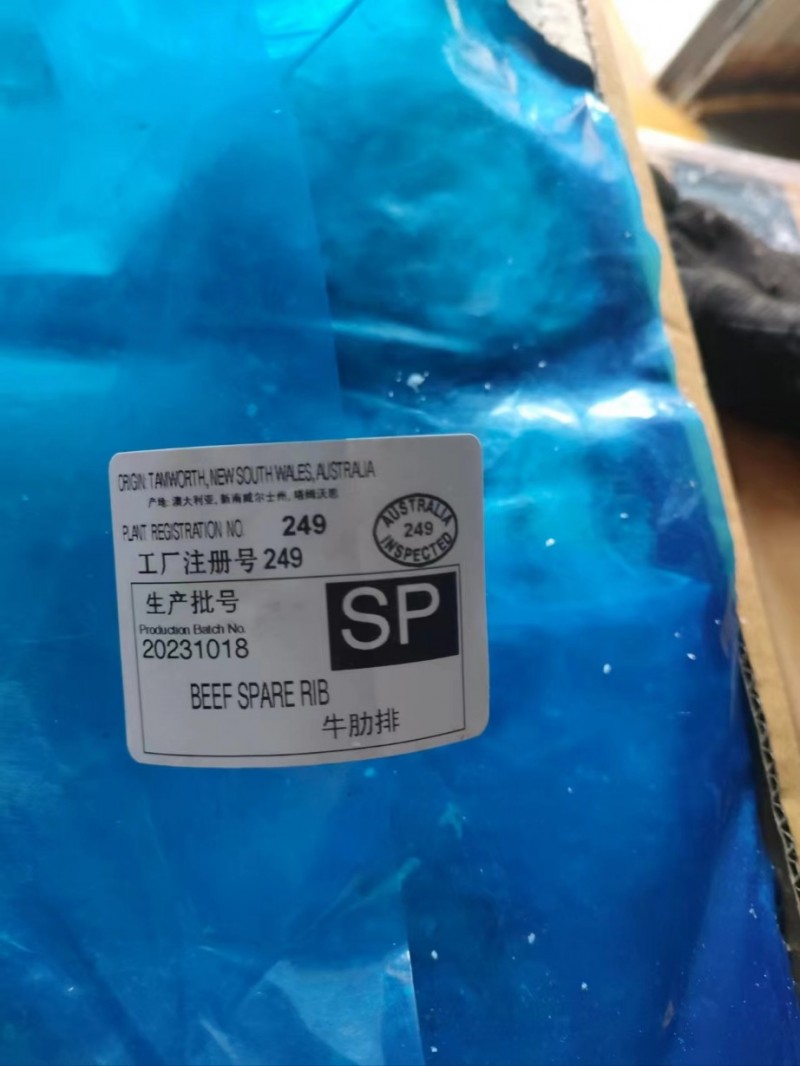 ORIGIN: TAMWORTH, NEW SOUTH WALES, AUSTRALIA
产地: 澳大利亚, 新南威尔士州, 塔姆沃思
PLANT REGISTRATION NO. 249
工厂注册号 249
AUSTRALIA
249
INSPECTED
生产批号
Production Batch No.
20231018
SP
BEEF SPARE RIB
牛肋排